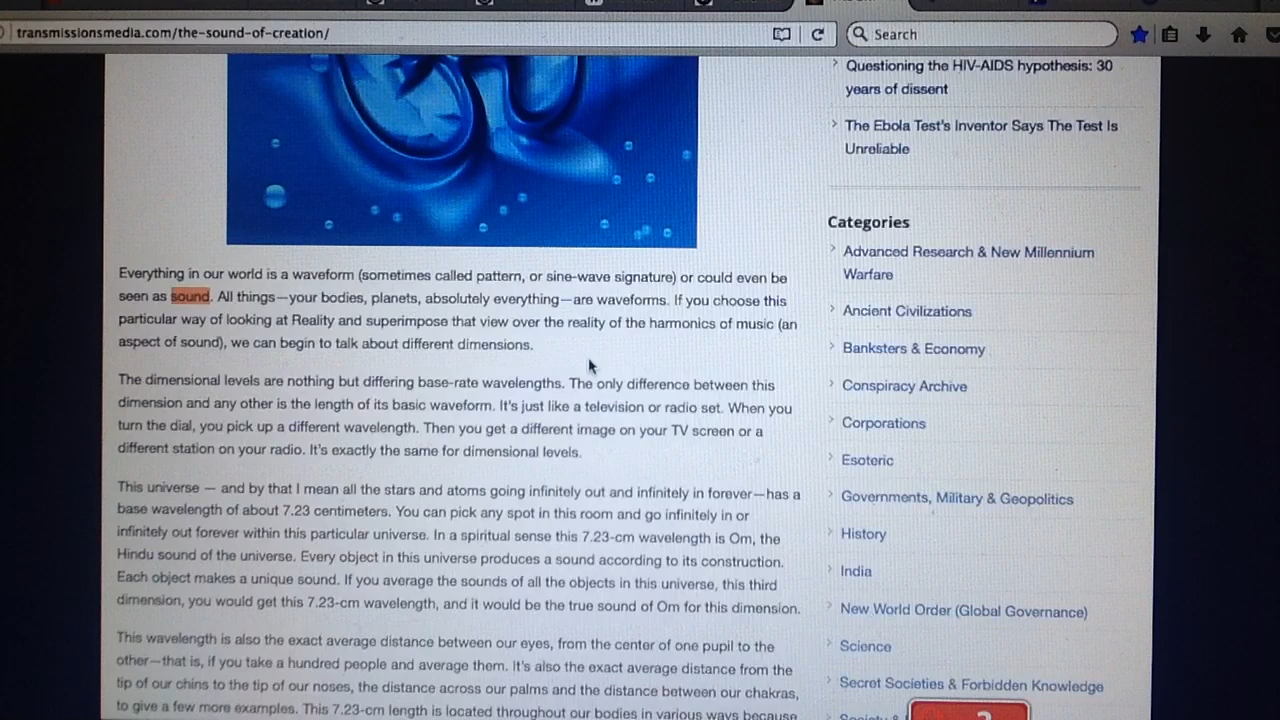 transmissionsmedia.com/the-sound-of-creation/
Search
Everything in our world is a waveform (sometimes called pattern, or sine-wave signature) or could even be
seen as sound. All things—your bodies, planets, absolutely everything—are waveforms. If you choose this
particular way of looking at Reality and superimpose that view over the reality of the harmonics of music (an
aspect of sound), we can begin to talk about different dimensions.
The dimensional levels are nothing but differing base-rate wavelengths. The only difference between this
dimension and any other is the length of its basic waveform. It's just like a television or radio set. When you
turn the dial, you pick up a different wavelength. Then you get a different image on your TV screen or a
different station on your radio. It's exactly the same for dimensional levels.
This universe — and by that I mean all the stars and atoms going infinitely out and infinitely in forever—has a
base wavelength of about 7.23 centimeters. You can pick any spot in this room and go infinitely in or
infinitely out forever within this particular universe. In a spiritual sense this 7.23-cm wavelength is Om, the
Hindu sound of the universe. Every object in this universe produces a sound according to its construction.
Each object makes a unique sound. If you average the sounds of all the objects in this universe, this third
dimension, you would get this 7.23-cm wavelength, and it would be the true sound of Om for this dimension.
This wavelength is also the exact average distance between our eyes, from the center of one pupil to the
other—that is, if you take a hundred people and average them. It's also the exact average distance from the
tip of our chins to the tip of our noses, the distance across our palms and the distance between our chakras,
to give a few more examples. This 7.23-cm length is located throughout our bodies in various ways because
Questioning the HIV-AIDS hypothesis: 30
years of dissent
The Ebola Test's Inventor Says The Test Is
Unreliable
Categories
Advanced Research & New Millennium
Warfare
Ancient Civilizations
Banksters & Economy
Conspiracy Archive
Corporations
Esoteric
Governments, Military & Geopolitics
History
India
New World Order (Global Governance)
Science
Secret Societies & Forbidden Knowledge